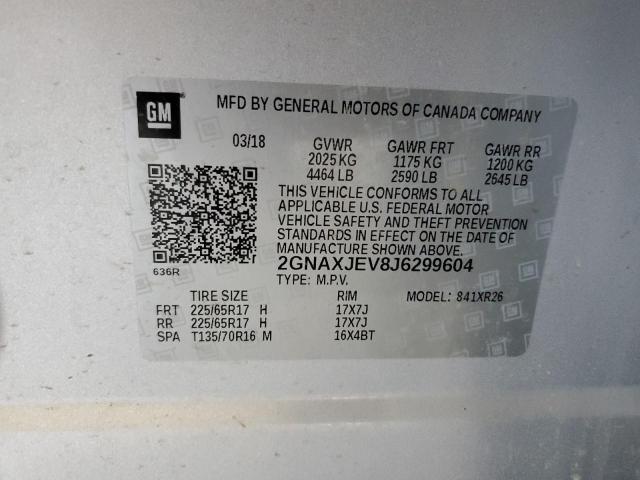 GM
MFD BY GENERAL MOTORS OF CANADA COMPANY
03/18 GVWR GAWR FRT GAWR RR
2025 KG 1175 KG 1200 KG
4464 LB 2590 LB 2645 LB
THIS VEHICLE CONFORMS TO ALL
APPLICABLE U.S. FEDERAL MOTOR
VEHICLE SAFETY AND THEFT PREVENTION
STANDARDS IN EFFECT ON THE DATE OF
MANUFACTURE SHOWN ABOVE.
636R 2GNAXJEV8J6299604
TYPE: M.P.V.
TIRE SIZE RIM MODEL: 841XR26
FRT 225/65R17 H 17X7J
RR 225/65R17 H 17X7J
SPA T135/70R16 M 16X4BT